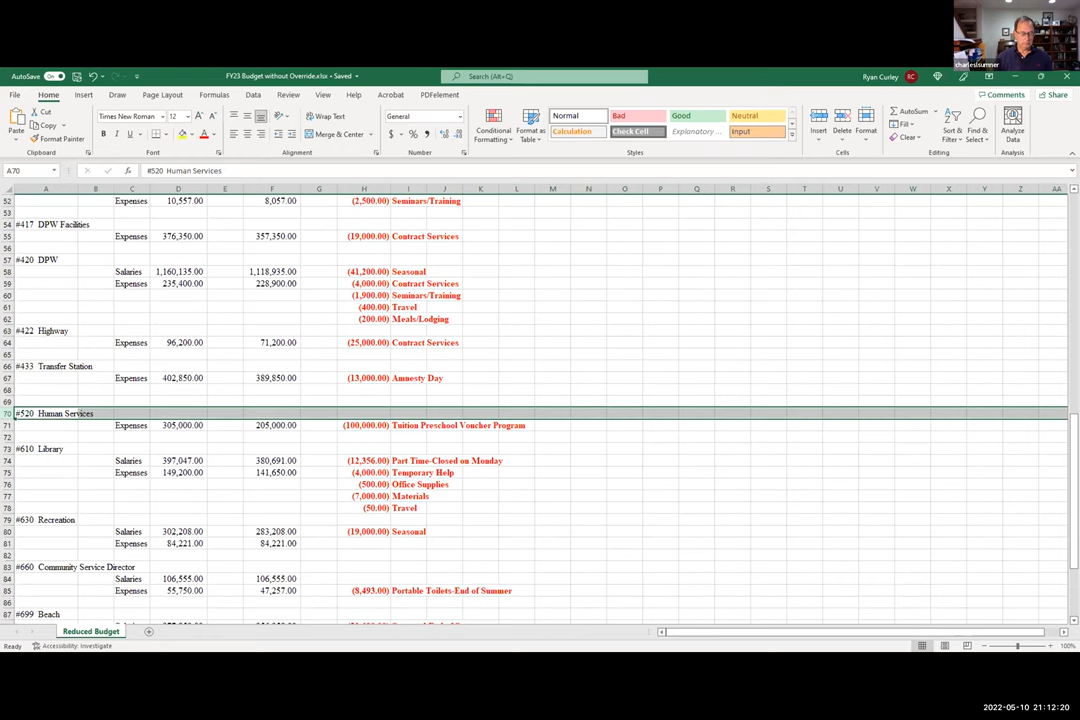 charleslsumner
AutoSave On FY23 Budget without Override.xlsx • Saved Search (Alt+Q) Ryan Curley RC
File Home Insert Draw Page Layout Formulas Data Review View Help Acrobat PDFelement Comments Share
Paste Cut Copy Format Painter Clipboard
Times New Roman 12 B I U Font
Wrap Text Merge & Center Alignment
General $ % Number
Conditional Formatting Format as Table Normal Bad Good Neutral
Calculation Check Cell Explanatory ... Input Styles
Insert Delete Format Cells
AutoSum Fill Clear Sort & Filter Find & Select Editing
Analyze Data Analysis
A70 fx #520 Human Services
A B C D E F G H I J K L M N O P Q R S T U V W X Y Z AA
52 Expenses 10,557.00 8,057.00 (2,500.00) Seminars/Training
53
54 #417 DPW Facilities
55 Expenses 376,350.00 357,350.00 (19,000.00) Contract Services
56
57 #420 DPW
58 Salaries 1,160,135.00 1,118,935.00 (41,200.00) Seasonal
59 Expenses 235,400.00 228,900.00 (4,000.00) Contract Services
60 (1,900.00) Seminars/Training
61 (400.00) Travel
62 (200.00) Meals/Lodging
63 #422 Highway
64 Expenses 96,200.00 71,200.00 (25,000.00) Contract Services
65
66 #433 Transfer Station
67 Expenses 402,850.00 389,850.00 (13,000.00) Amnesty Day
68
69
70 #520 Human Services
71 Expenses 305,000.00 205,000.00 (100,000.00) Tuition Preschool Voucher Program
72
73 #610 Library
74 Salaries 397,047.00 380,691.00 (12,356.00) Part Time-Closed on Monday
75 Expenses 149,200.00 141,650.00 (4,000.00) Temporary Help
76 (500.00) Office Supplies
77 (7,000.00) Materials
78 (50.00) Travel
79 #630 Recreation
80 Salaries 302,208.00 283,208.00 (19,000.00) Seasonal
81 Expenses 84,221.00 84,221.00
82
83 #660 Community Service Director
84 Salaries 106,555.00 106,555.00
85 Expenses 55,750.00 47,257.00 (8,493.00) Portable Toilets-End of Summer
86
87 #699 Beach
Reduced Budget
Ready Accessibility: Investigate 100%
2022-05-10 21:12:20